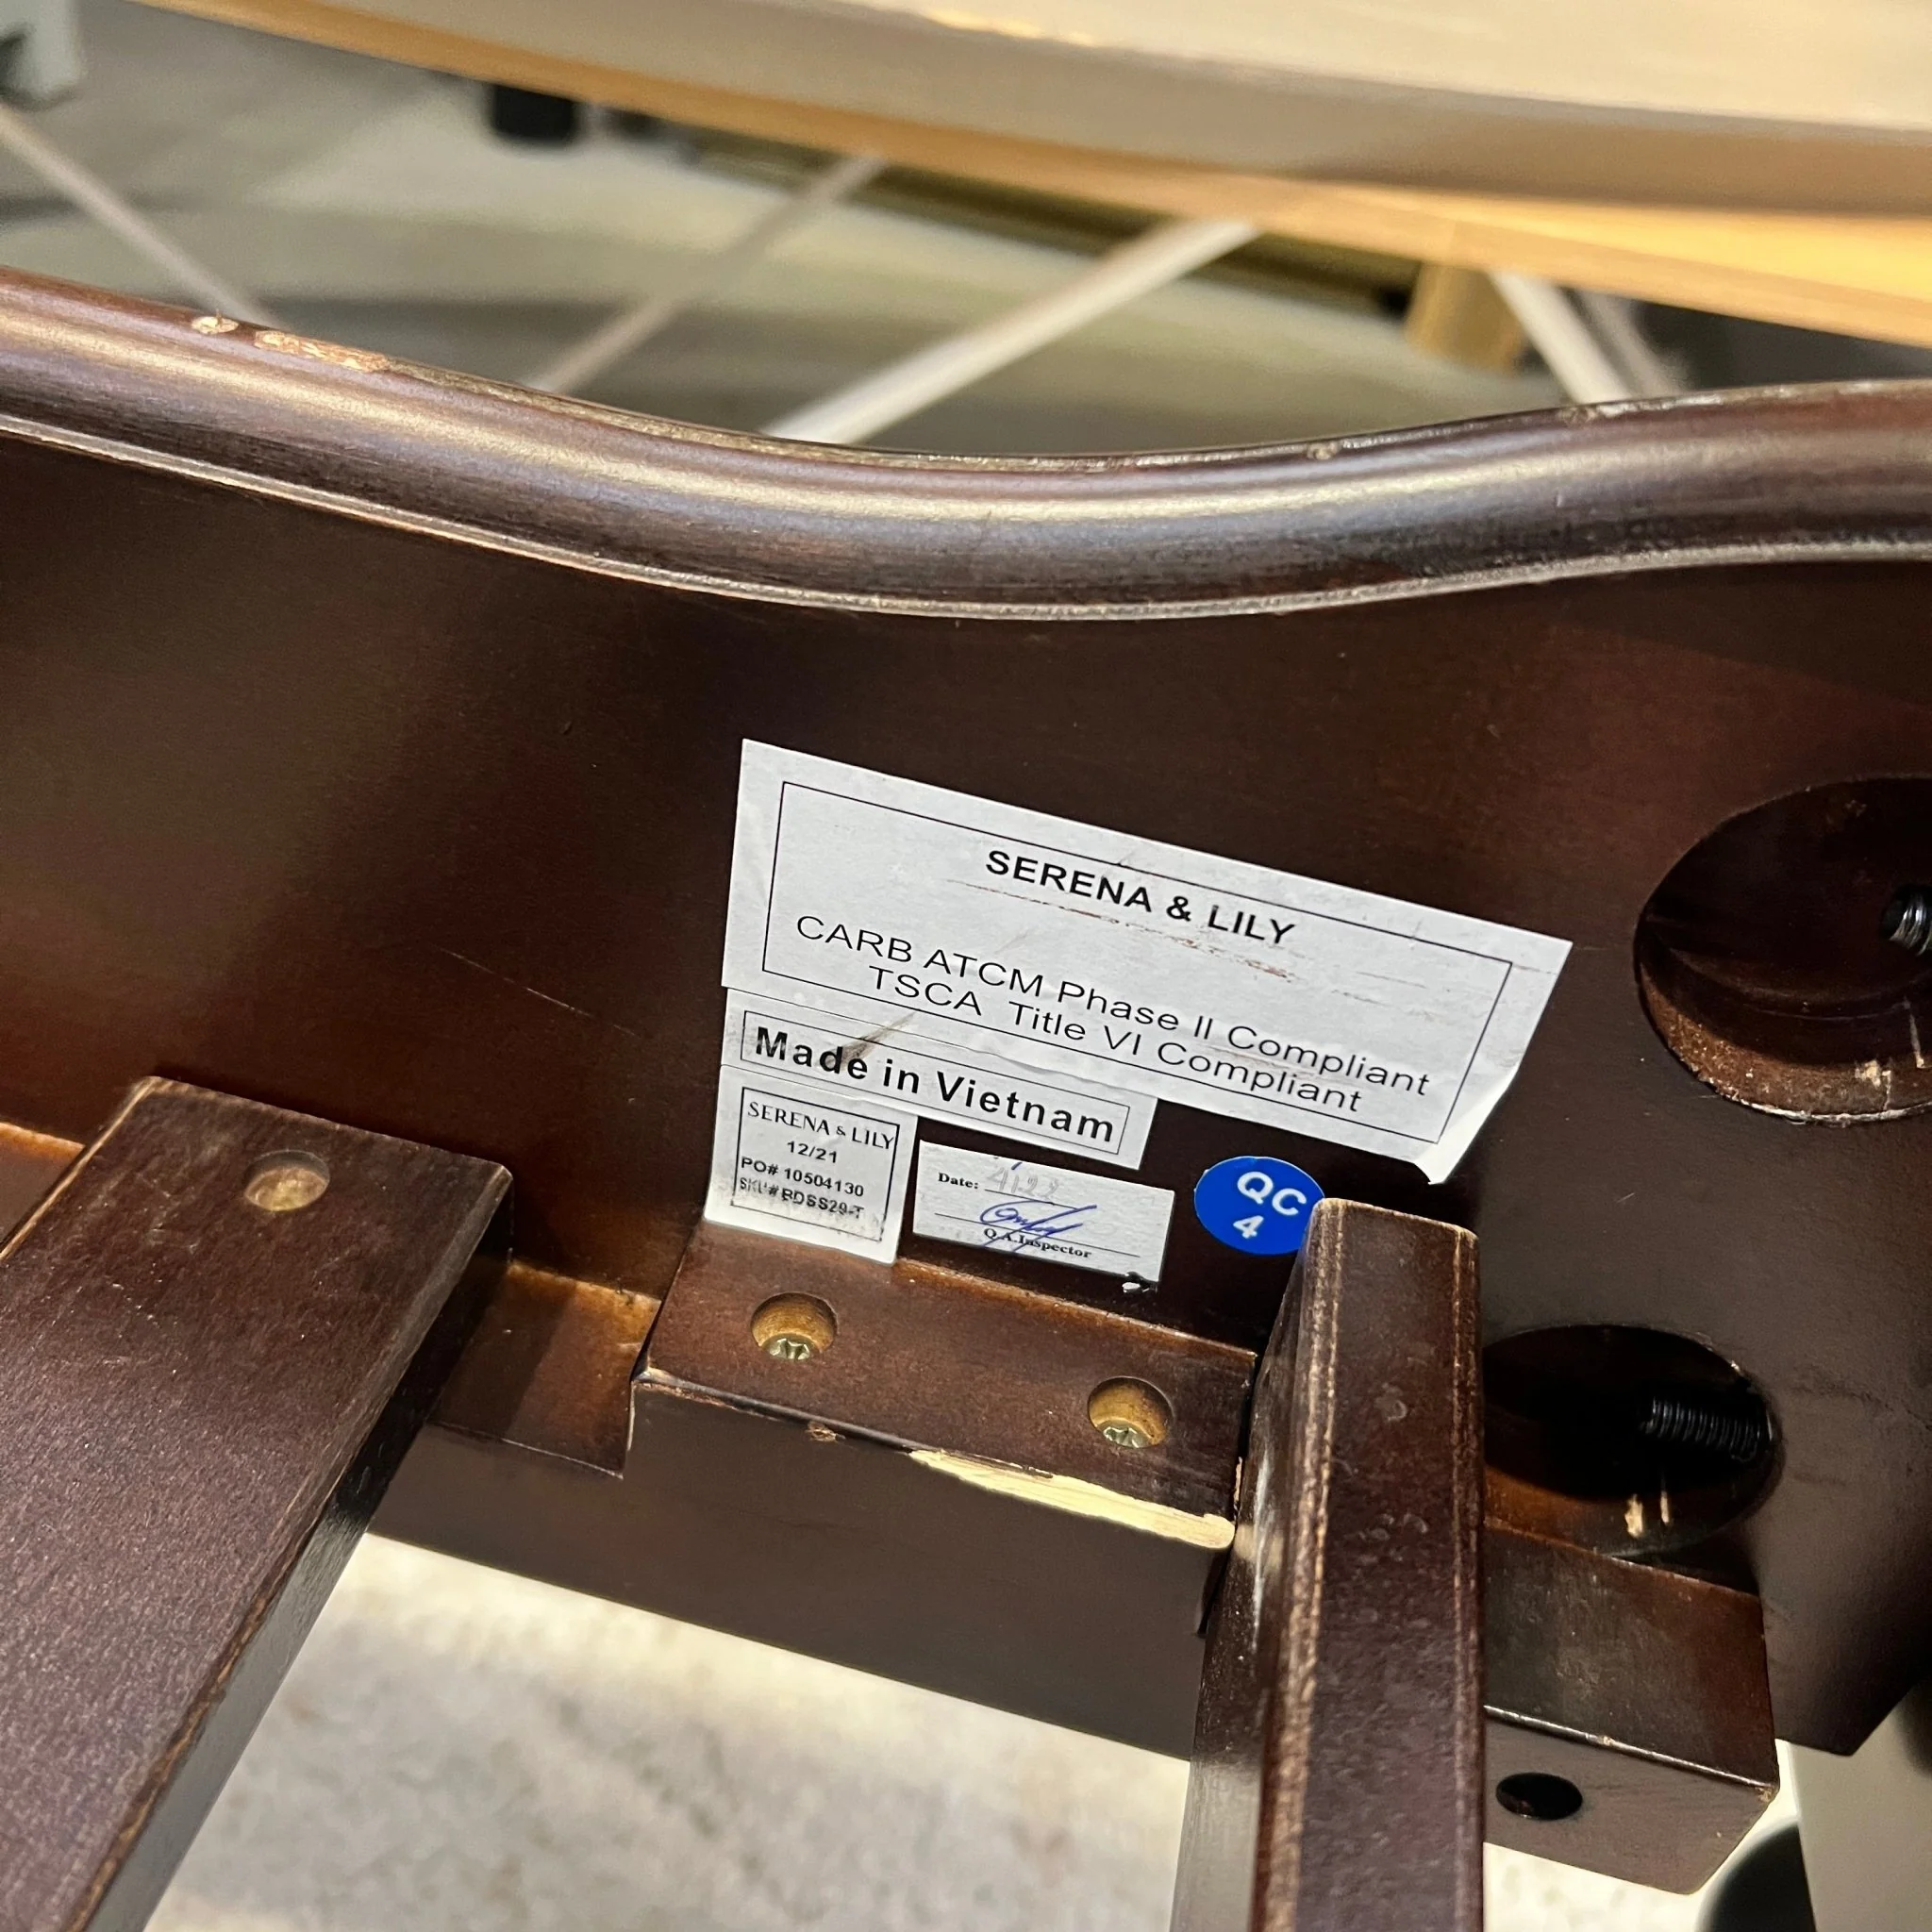 SERENA & LILY
CARB ATCM Phase II Compliant
TSCA Title VI Compliant
Made in Vietnam
SERENA & LILY
12/21
PO# 10504130
SKU#
Date:
Q.A.Inspector
QC
4